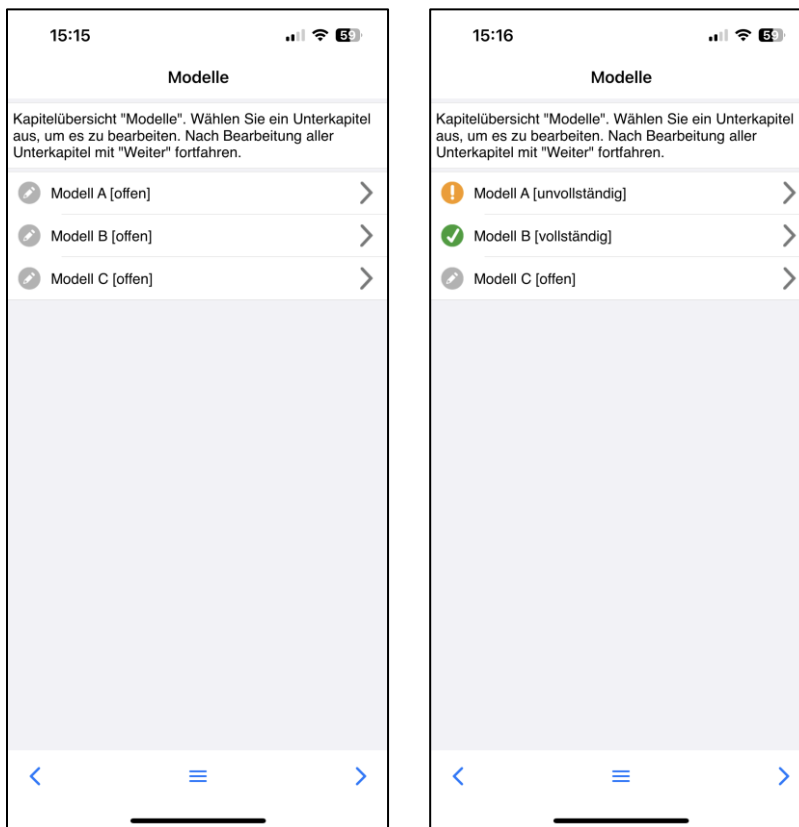 15:15
59
Modelle
Kapitelübersicht "Modelle". Wählen Sie ein Unterkapitel
aus, um es zu bearbeiten. Nach Bearbeitung aller
Unterkapitel mit "Weiter" fortfahren.
Modell A [offen]
Modell B [offen]
Modell C [offen]
15:16
59
Modelle
Kapitelübersicht "Modelle". Wählen Sie ein Unterkapitel
aus, um es zu bearbeiten. Nach Bearbeitung aller
Unterkapitel mit "Weiter" fortfahren.
Modell A [unvollständig]
Modell B [vollständig]
Modell C [offen]